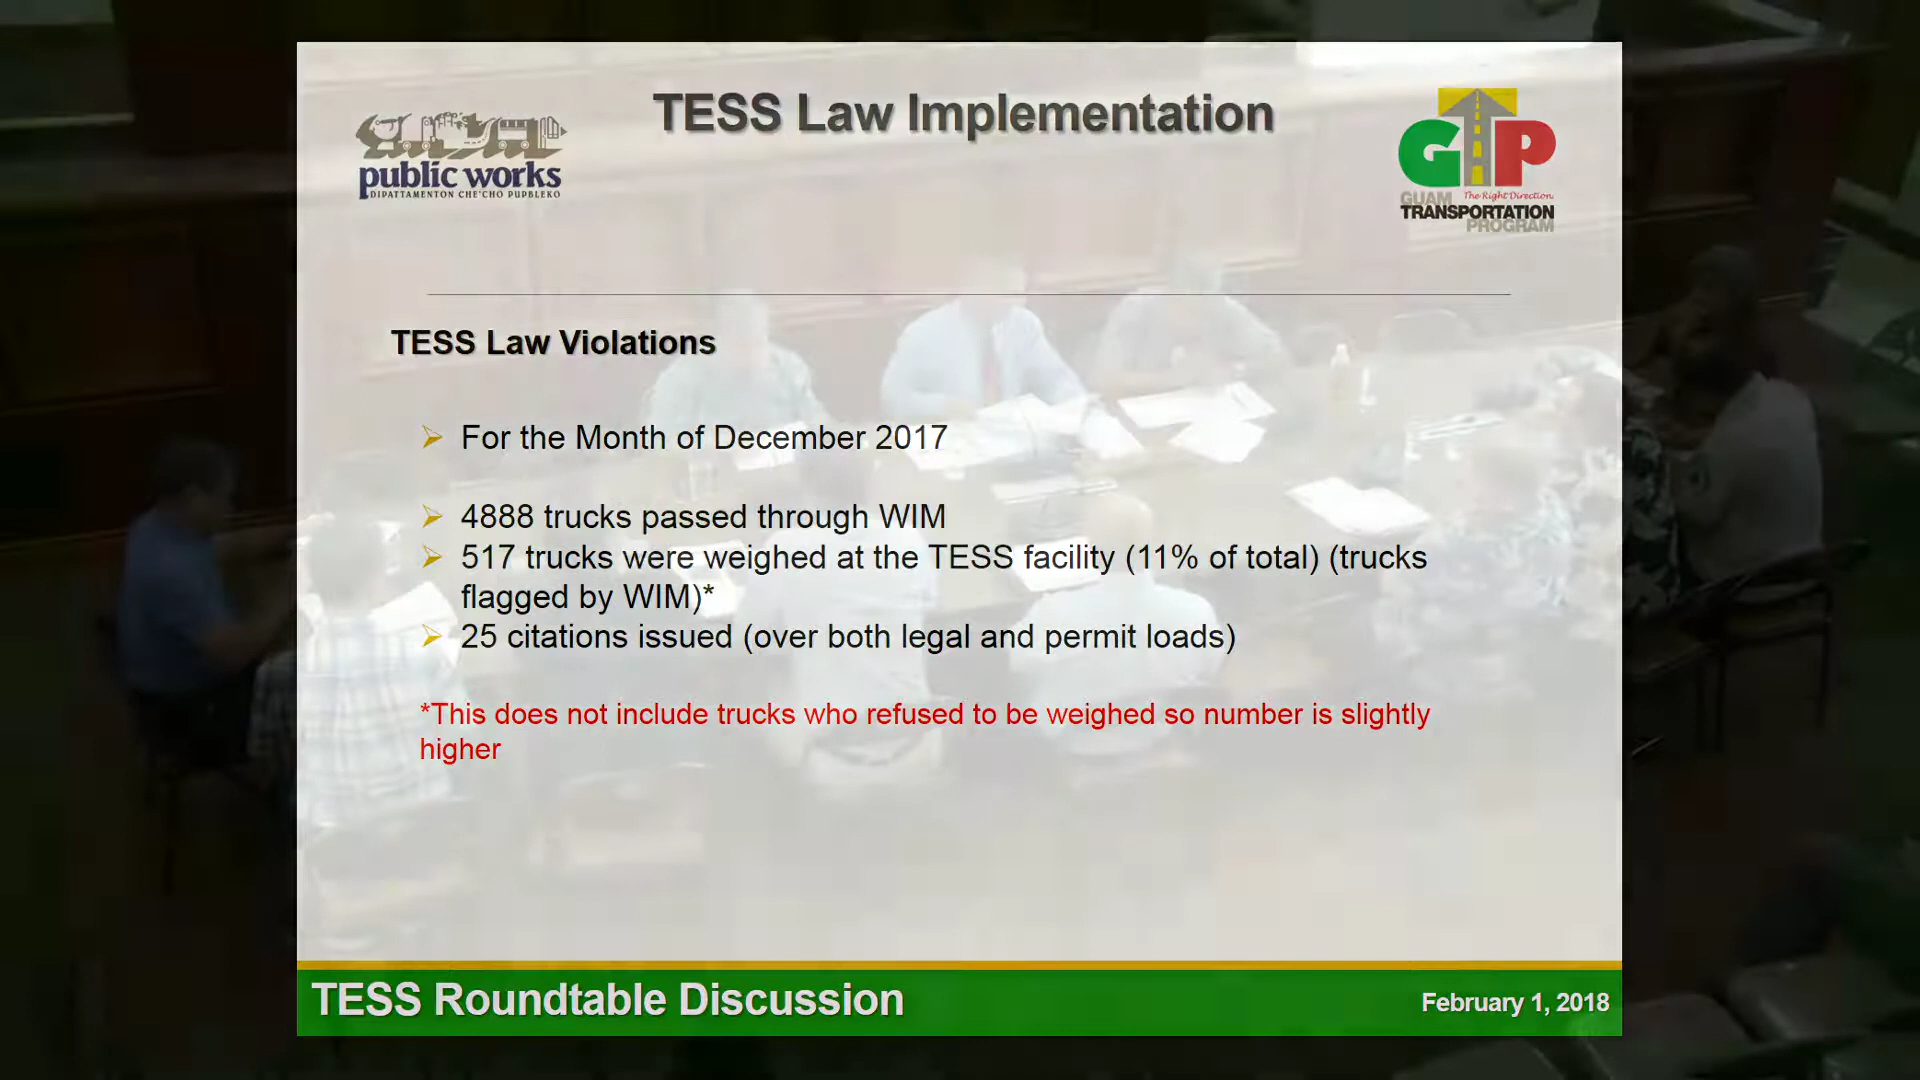 TESS Law Implementation
public works
DIPATTAMENTON CHE'CHO PUPBLEKO
GTP
The Right Direction
GUAM
TRANSPORTATION
PROGRAM
TESS Law Violations
For the Month of December 2017
4888 trucks passed through WIM
517 trucks were weighed at the TESS facility (11% of total) (trucks
flagged by WIM)*
25 citations issued (over both legal and permit loads)
*This does not include trucks who refused to be weighed so number is slightly
higher
TESS Roundtable Discussion
February 1, 2018